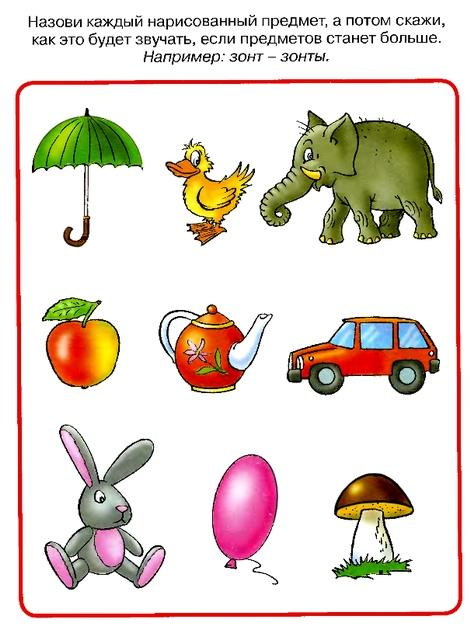 Назови каждый нарисованный предмет, а потом скажи,
как это будет звучать, если предметов станет больше.
Например: зонт – зонты.